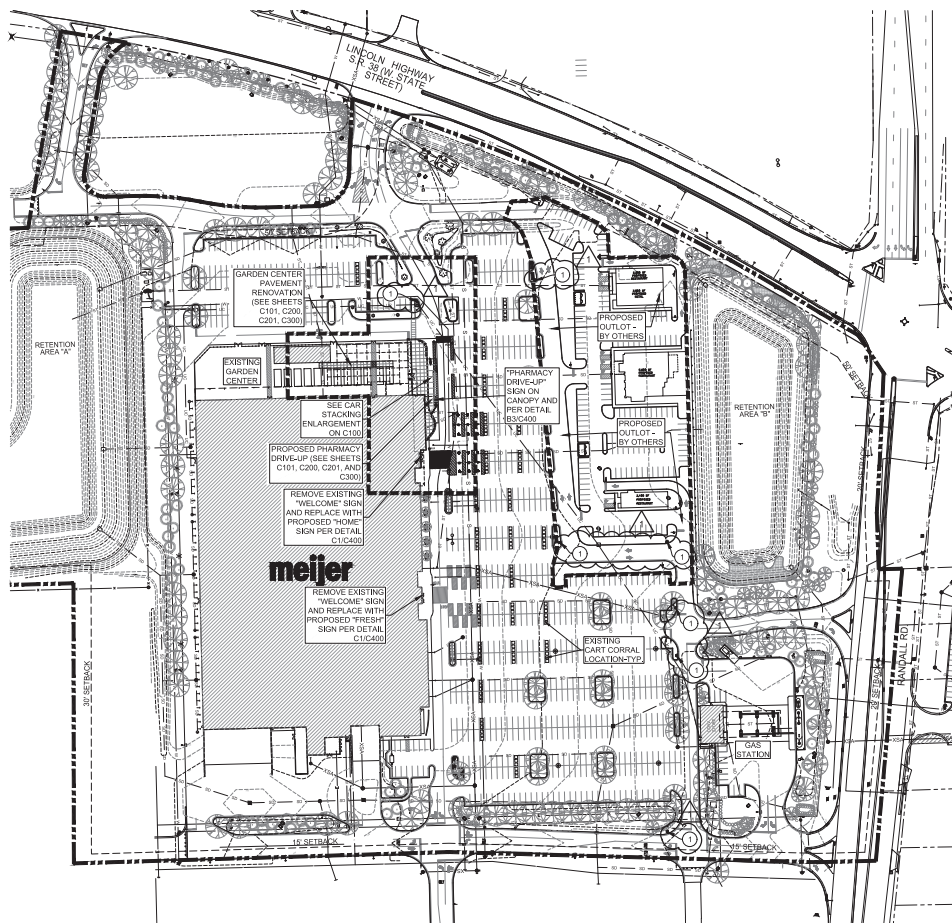 LINCOLN HIGHWAY
S.R. 38 (W. STATE
STREET)
50' SETBACK
GARDEN CENTER
PAVEMENT
RENOVATION
(SEE SHEETS
C101, C200,
C201, C300)
RETENTION
AREA "A"
EXISTING
GARDEN
CENTER
PROPOSED
OUTLOT -
BY OTHERS
"PHARMACY
DRIVE-UP"
SIGN ON
CANOPY AND
PER DETAIL
B3/C400
50' SETBACK
SEE CAR
STACKING
ENLARGEMENT
ON C100
RETENTION
AREA "B"
PROPOSED
OUTLOT -
BY OTHERS
PROPOSED PHARMACY
DRIVE-UP (SEE SHEETS
C101, C200, C201, AND
C300)
REMOVE EXISTING
"WELCOME" SIGN
AND REPLACE WITH
PROPOSED "HOME"
SIGN PER DETAIL
C1/C400
meijer
REMOVE EXISTING
"WELCOME" SIGN
AND REPLACE WITH
PROPOSED "FRESH"
SIGN PER DETAIL
C1/C400
EXISTING
CART CORRAL
LOCATION-TYP.
30' SETBACK
RANDALL RD
GAS
STATION
15' SETBACK
15' SETBACK